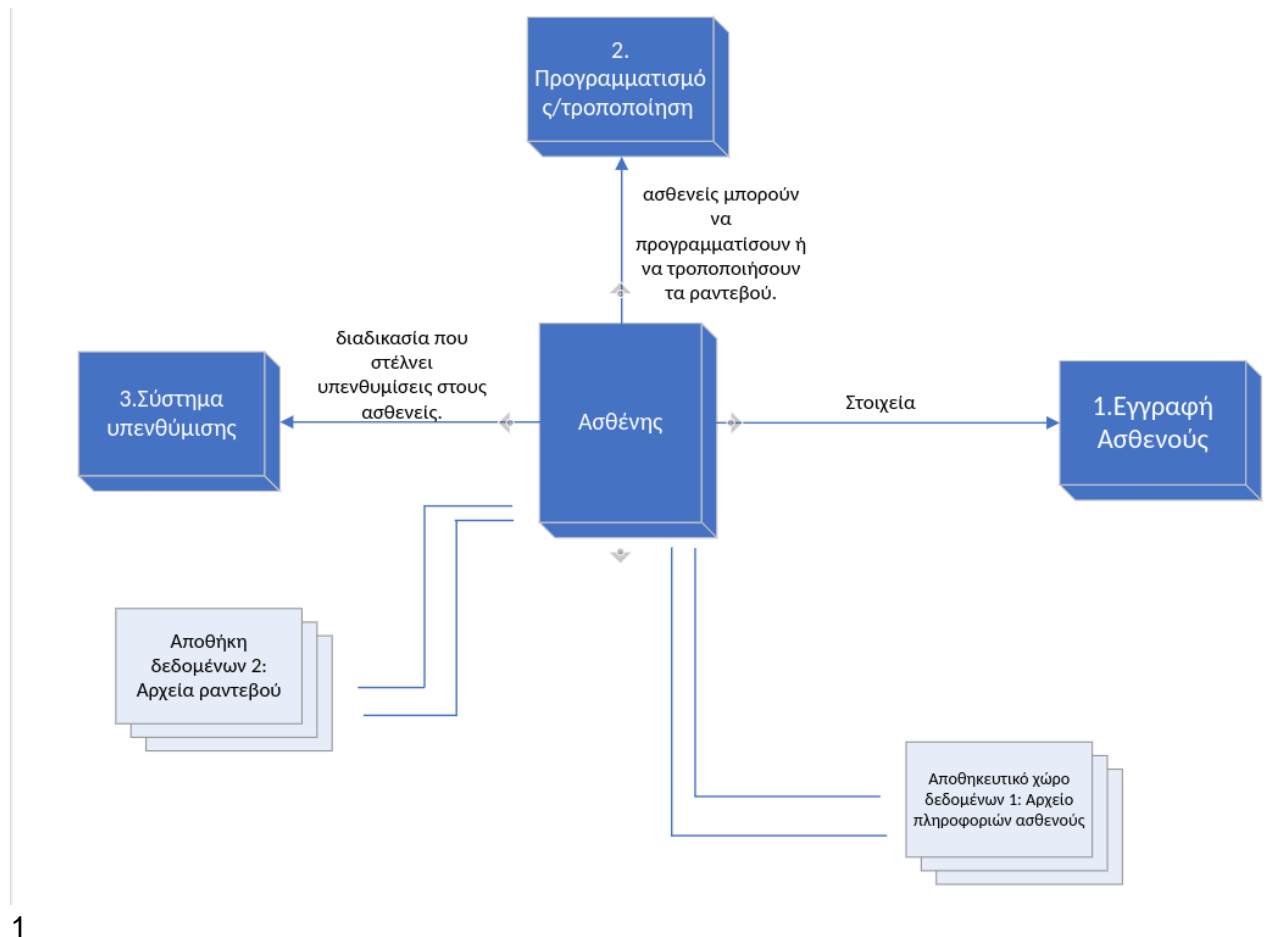 2.
Προγραμματισμό
ς/τροποποίηση
ασθενείς μπορούν
να
προγραμματίσουν ή
να τροποποιήσουν
τα ραντεβού.
διαδικασία που
στέλνει
υπενθυμίσεις στους
ασθενείς.
3.Σύστημα
υπενθύμισης
Ασθένης
Στοιχεία
1.Εγγραφή
Ασθενούς
Αποθήκη
δεδομένων 2:
Αρχεία ραντεβού
Αποθηκευτικό χώρο
δεδομένων 1: Αρχείο
πληροφοριών ασθενούς
1